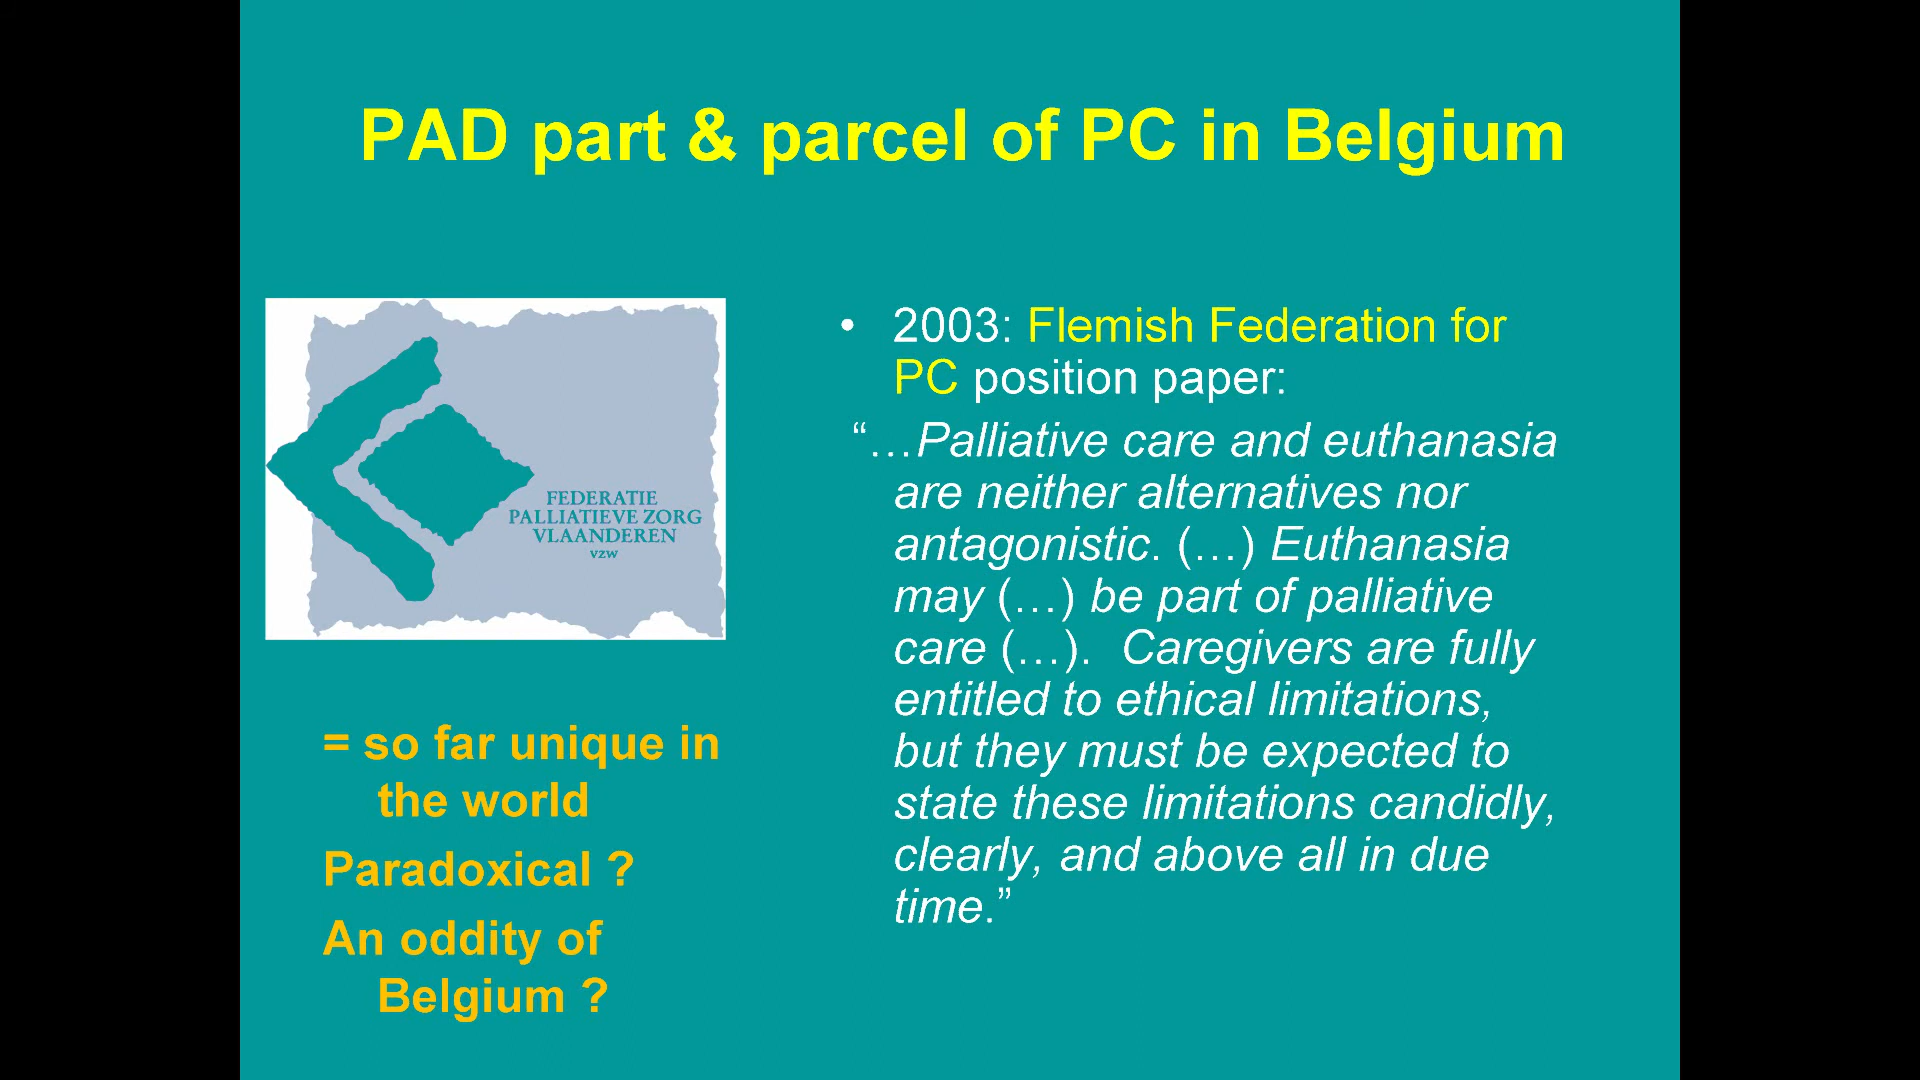 PAD part & parcel of PC in Belgium
FEDERATIE
PALLIATIEVE ZORG
VLAANDEREN
vzw
= so far unique in
the world
Paradoxical ?
An oddity of
Belgium ?
• 2003: Flemish Federation for
PC position paper:
“…Palliative care and euthanasia
are neither alternatives nor
antagonistic. (…) Euthanasia
may (…) be part of palliative
care (…).  Caregivers are fully
entitled to ethical limitations,
but they must be expected to
state these limitations candidly,
clearly, and above all in due
time.”